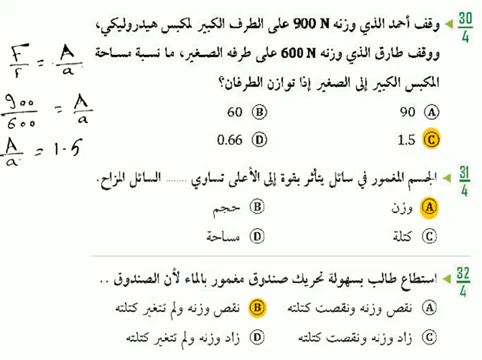 30/4 ◄ وقف أحمد الذي وزنه 900 N على الطرف الكبير لمكبس هيدروليكي،
ووقف طارق الذي وزنه 600 N على طرفه الصغير، ما نسبة مساحة
المكبس الكبير إلى الصغير إذا توازن الطرفان؟
Ⓐ 90 Ⓑ 60
Ⓒ 1.5 Ⓓ 0.66
F/r = A/a
900/600 = A/a
A/a = 1.5
31/4 ◄ الجسم المغمور في سائل يتأثر بقوة إلى الأعلى تساوي ........ السائل المزاح.
Ⓐ وزن Ⓑ حجم
Ⓒ كتلة Ⓓ مساحة
32/4 ◄ استطاع طالب بسهولة تحريك صندوق مغمور بالماء لأن الصندوق ..
Ⓐ نقص وزنه ونقصت كتلته Ⓑ نقص وزنه ولم تتغير كتلته
Ⓒ زاد وزنه ونقصت كتلته Ⓓ زاد وزنه ولم تتغير كتلته